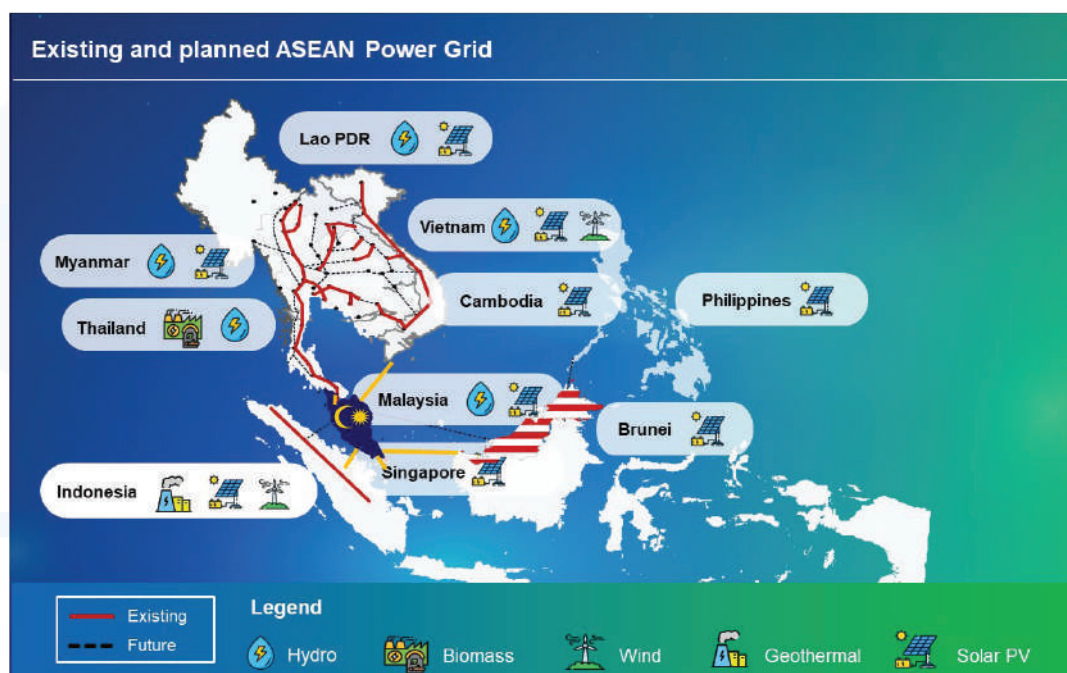 Existing and planned ASEAN Power Grid
Lao PDR
Vietnam
Myanmar
Cambodia
Philippines
Thailand
Malaysia
Brunei
Singapore
Indonesia
Existing
Future
Legend
Hydro
Biomass
Wind
Geothermal
Solar PV